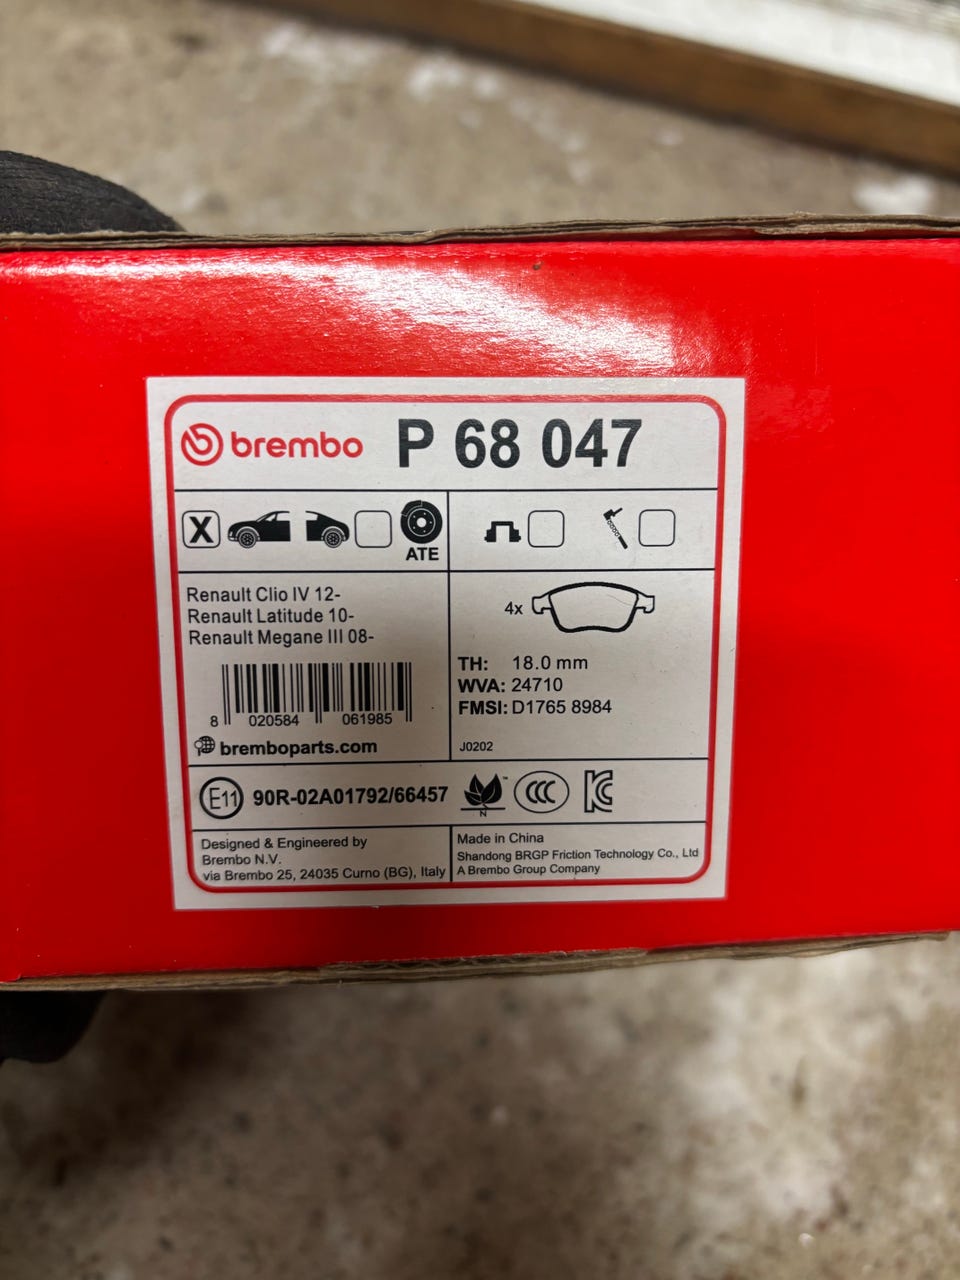 brembo P 68 047
X
ATE
Renault Clio IV 12-
Renault Latitude 10-
Renault Megane III 08-
8 020584 061985
bremboparts.com
4x
TH: 18.0 mm
WVA: 24710
FMSI: D1765 8984
J0202
E11 90R-02A01792/66457
N
™
CCC
KC
Designed & Engineered by
Brembo N.V.
via Brembo 25, 24035 Curno (BG), Italy
Made in China
Shandong BRGP Friction Technology Co., Ltd
A Brembo Group Company